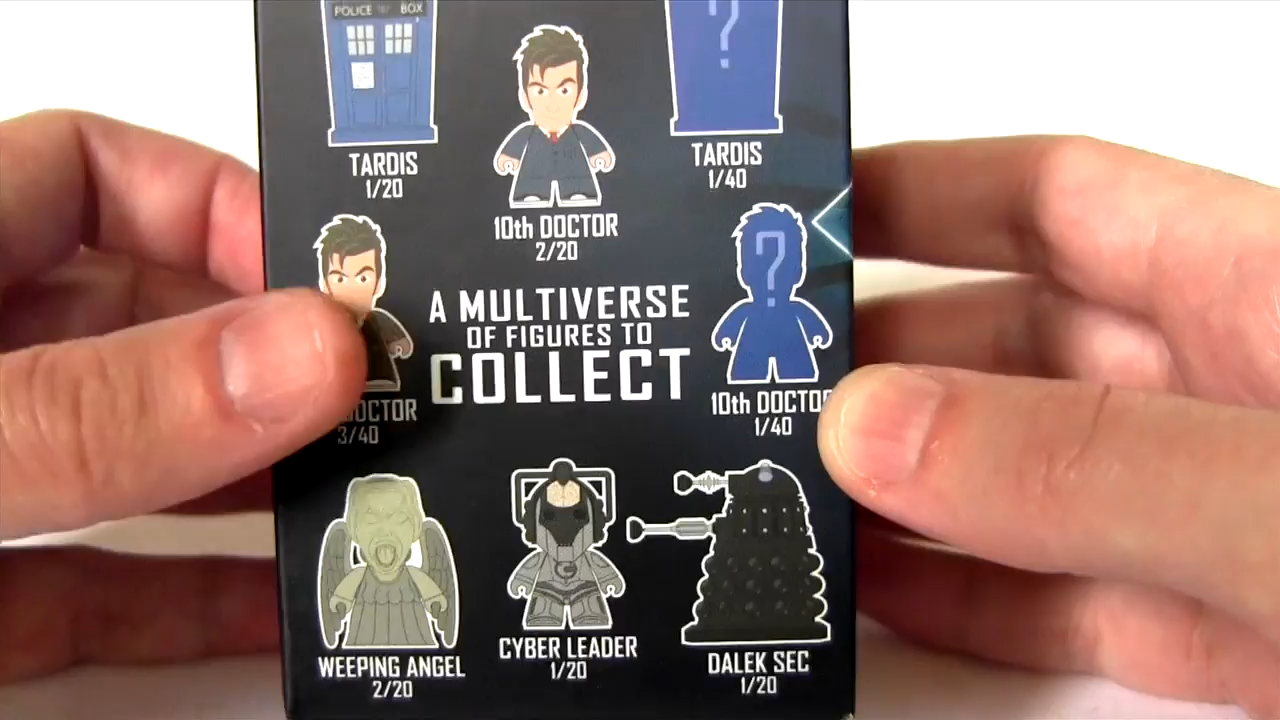 POLICE BOX
?
TARDIS
1/20
10th DOCTOR
2/20
TARDIS
1/40
?
DOCTOR
3/40
A MULTIVERSE
OF FIGURES TO
COLLECT
10th DOCTO
1/40
WEEPING ANGEL
2/20
CYBER LEADER
1/20
DALEK SEC
1/20